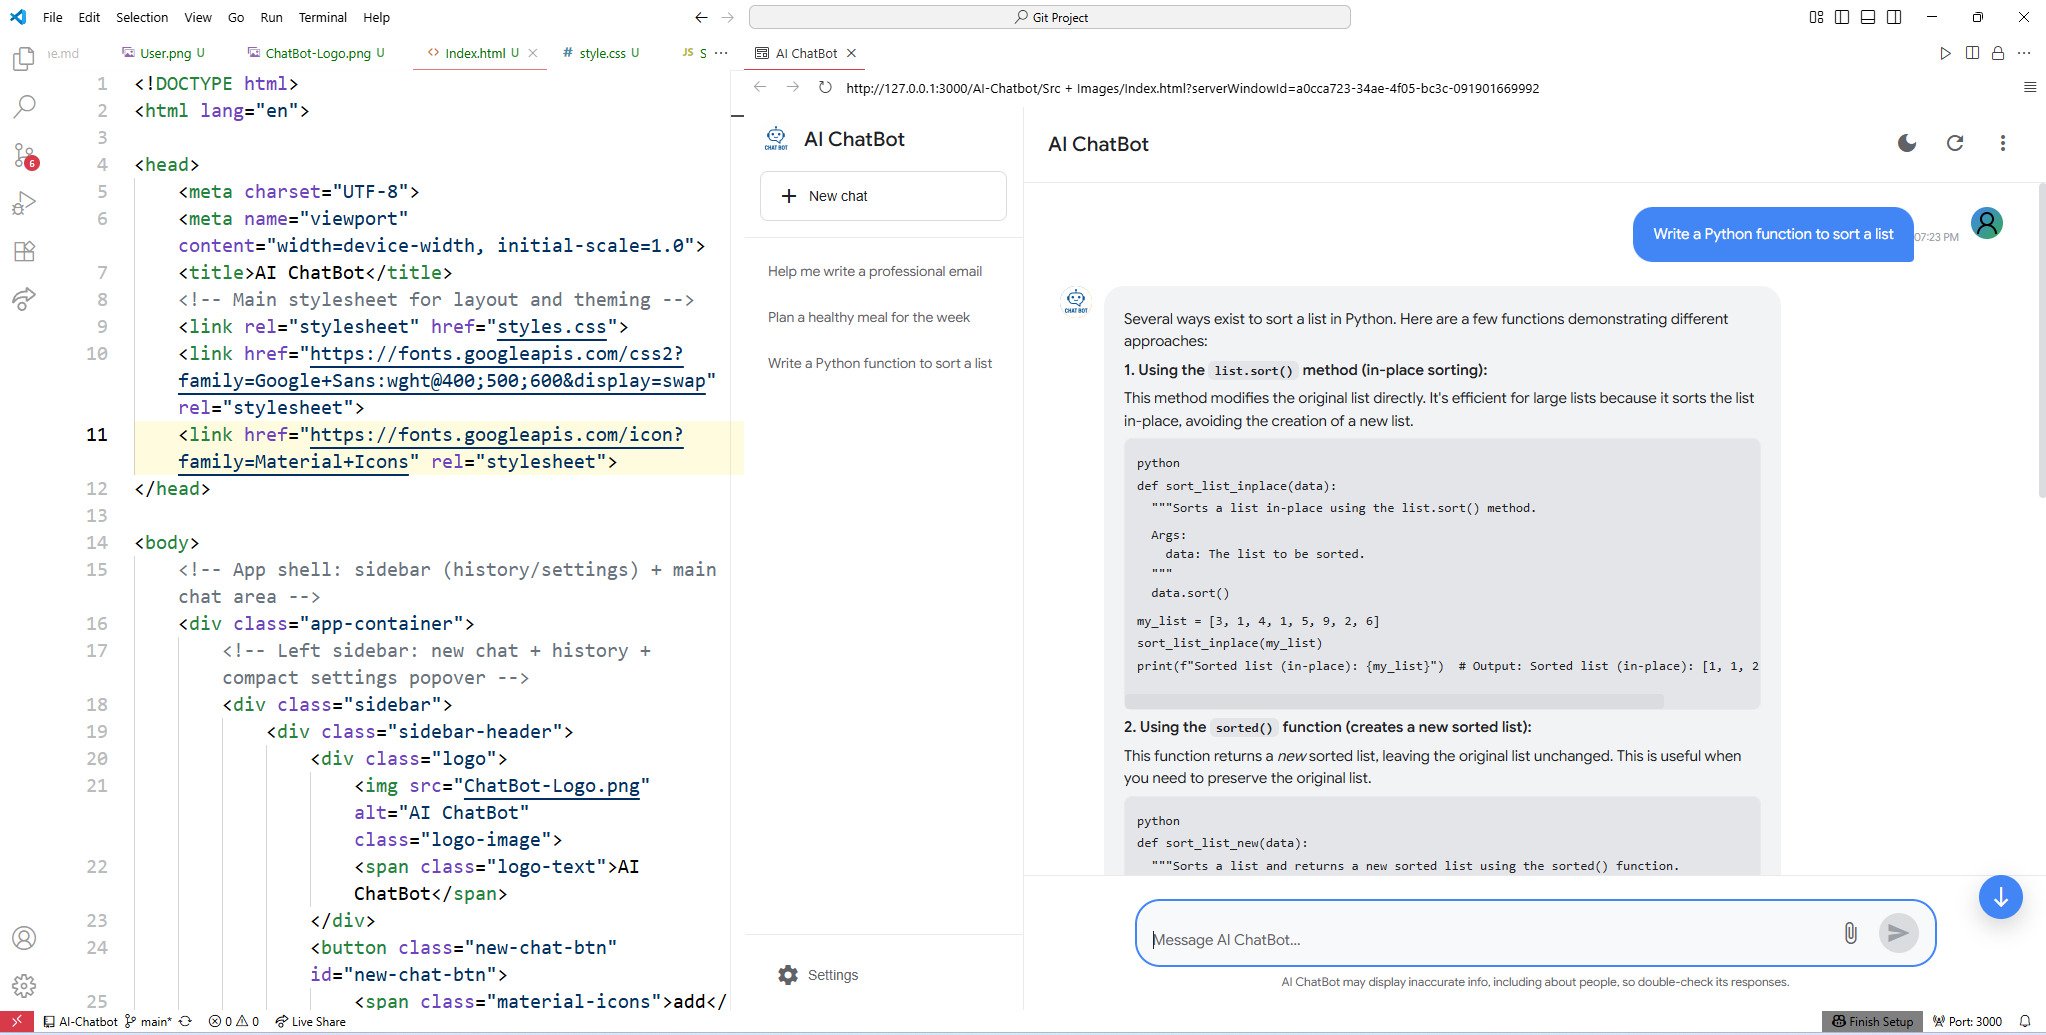 File Edit Selection View Go Run Terminal Help
Git Project
ne.md User.png U ChatBot-Logo.png U Index.html U style.css U JS S
AI ChatBot
1 <!DOCTYPE html>
2 <html lang="en">
3
4 <head>
5 <meta charset="UTF-8">
6 <meta name="viewport"
content="width=device-width, initial-scale=1.0">
7 <title>AI ChatBot</title>
8 <!-- Main stylesheet for layout and theming -->
9 <link rel="stylesheet" href="styles.css">
10 <link href="https://fonts.googleapis.com/css2?
family=Google+Sans:wght@400;500;600&display=swap"
rel="stylesheet">
11 <link href="https://fonts.googleapis.com/icon?
family=Material+Icons" rel="stylesheet">
12 </head>
13
14 <body>
15 <!-- App shell: sidebar (history/settings) + main
chat area -->
16 <div class="app-container">
17 <!-- Left sidebar: new chat + history +
compact settings popover -->
18 <div class="sidebar">
19 <div class="sidebar-header">
20 <div class="logo">
21 <img src="ChatBot-Logo.png"
alt="AI ChatBot"
class="logo-image">
22 <span class="logo-text">AI
ChatBot</span>
23 </div>
24 <button class="new-chat-btn"
id="new-chat-btn">
25 <span class="material-icons">add</
http://127.0.0.1:3000/AI-Chatbot/Src + Images/Index.html?serverWindowId=a0cca723-34ae-4f05-bc3c-091901669992
CHAT BOT
AI ChatBot
New chat
Help me write a professional email
Plan a healthy meal for the week
Write a Python function to sort a list
Settings
AI ChatBot
Write a Python function to sort a list
07:23 PM
CHAT BOT
Several ways exist to sort a list in Python. Here are a few functions demonstrating different
approaches:
1. Using the list.sort() method (in-place sorting):
This method modifies the original list directly. It's efficient for large lists because it sorts the list
in-place, avoiding the creation of a new list.
python
def sort_list_inplace(data):
"""Sorts a list in-place using the list.sort() method.
Args:
data: The list to be sorted.
"""
data.sort()
my_list = [3, 1, 4, 1, 5, 9, 2, 6]
sort_list_inplace(my_list)
print(f"Sorted list (in-place): {my_list}") # Output: Sorted list (in-place): [1, 1, 2
2. Using the sorted() function (creates a new sorted list):
This function returns a new sorted list, leaving the original list unchanged. This is useful when
you need to preserve the original list.
python
def sort_list_new(data):
"""Sorts a list and returns a new sorted list using the sorted() function.
Message AI ChatBot...
AI ChatBot may display inaccurate info, including about people, so double-check its responses.
6
AI-Chatbot main* 0 0 Live Share
Finish Setup Port: 3000